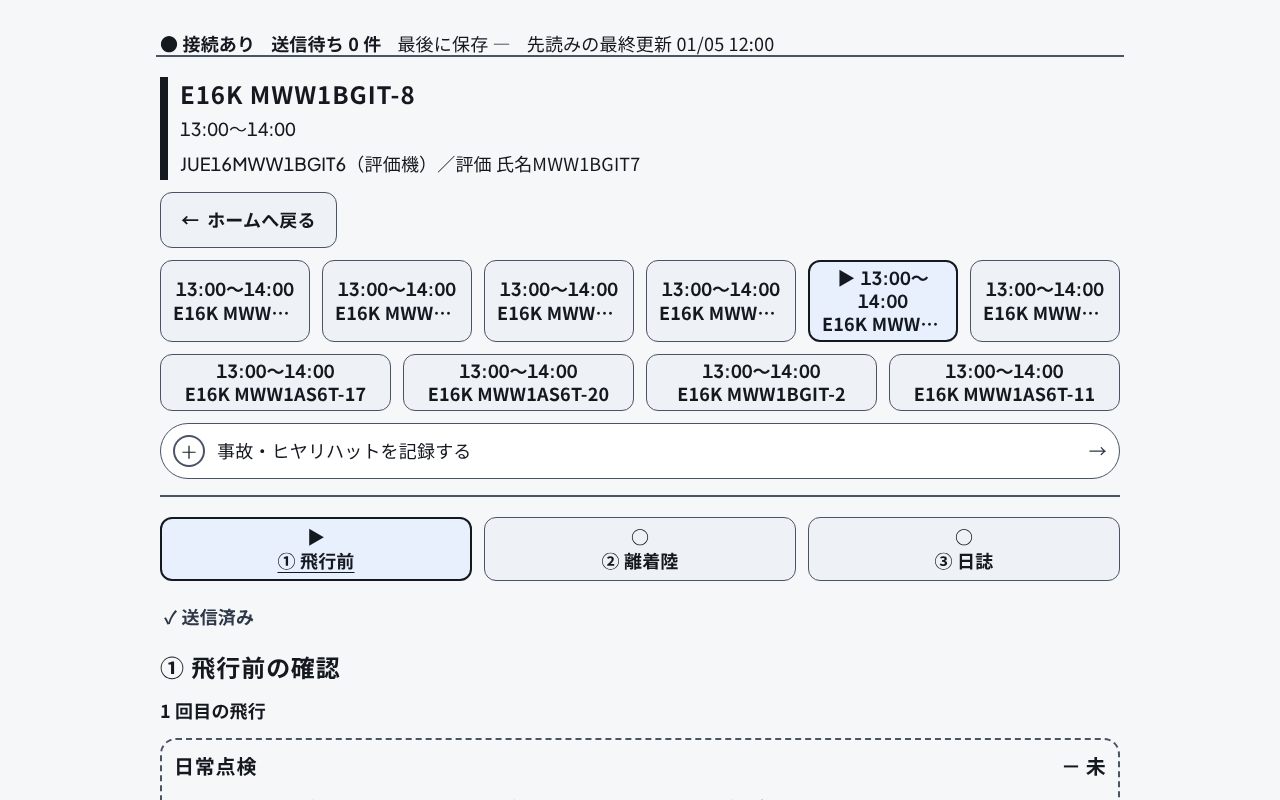 ● 接続あり 送信待ち 0 件 最後に保存 — 先読みの最終更新 01/05 12:00
E16K MWW1BGIT-8
13:00〜14:00
JUE16MWW1BGIT6（評価機）／評価 氏名MWW1BGIT7
← ホームへ戻る
13:00〜14:00
E16K MWW…
13:00〜14:00
E16K MWW…
13:00〜14:00
E16K MWW…
13:00〜14:00
E16K MWW…
▶ 13:00〜
14:00
E16K MWW…
13:00〜14:00
E16K MWW…
13:00〜14:00
E16K MWW1AS6T-17
13:00〜14:00
E16K MWW1AS6T-20
13:00〜14:00
E16K MWW1BGIT-2
13:00〜14:00
E16K MWW1AS6T-11
＋ 事故・ヒヤリハットを記録する →
▶
① 飛行前
○
② 離着陸
○
③ 日誌
✓ 送信済み
① 飛行前の確認
1 回目の飛行
日常点検 — 未